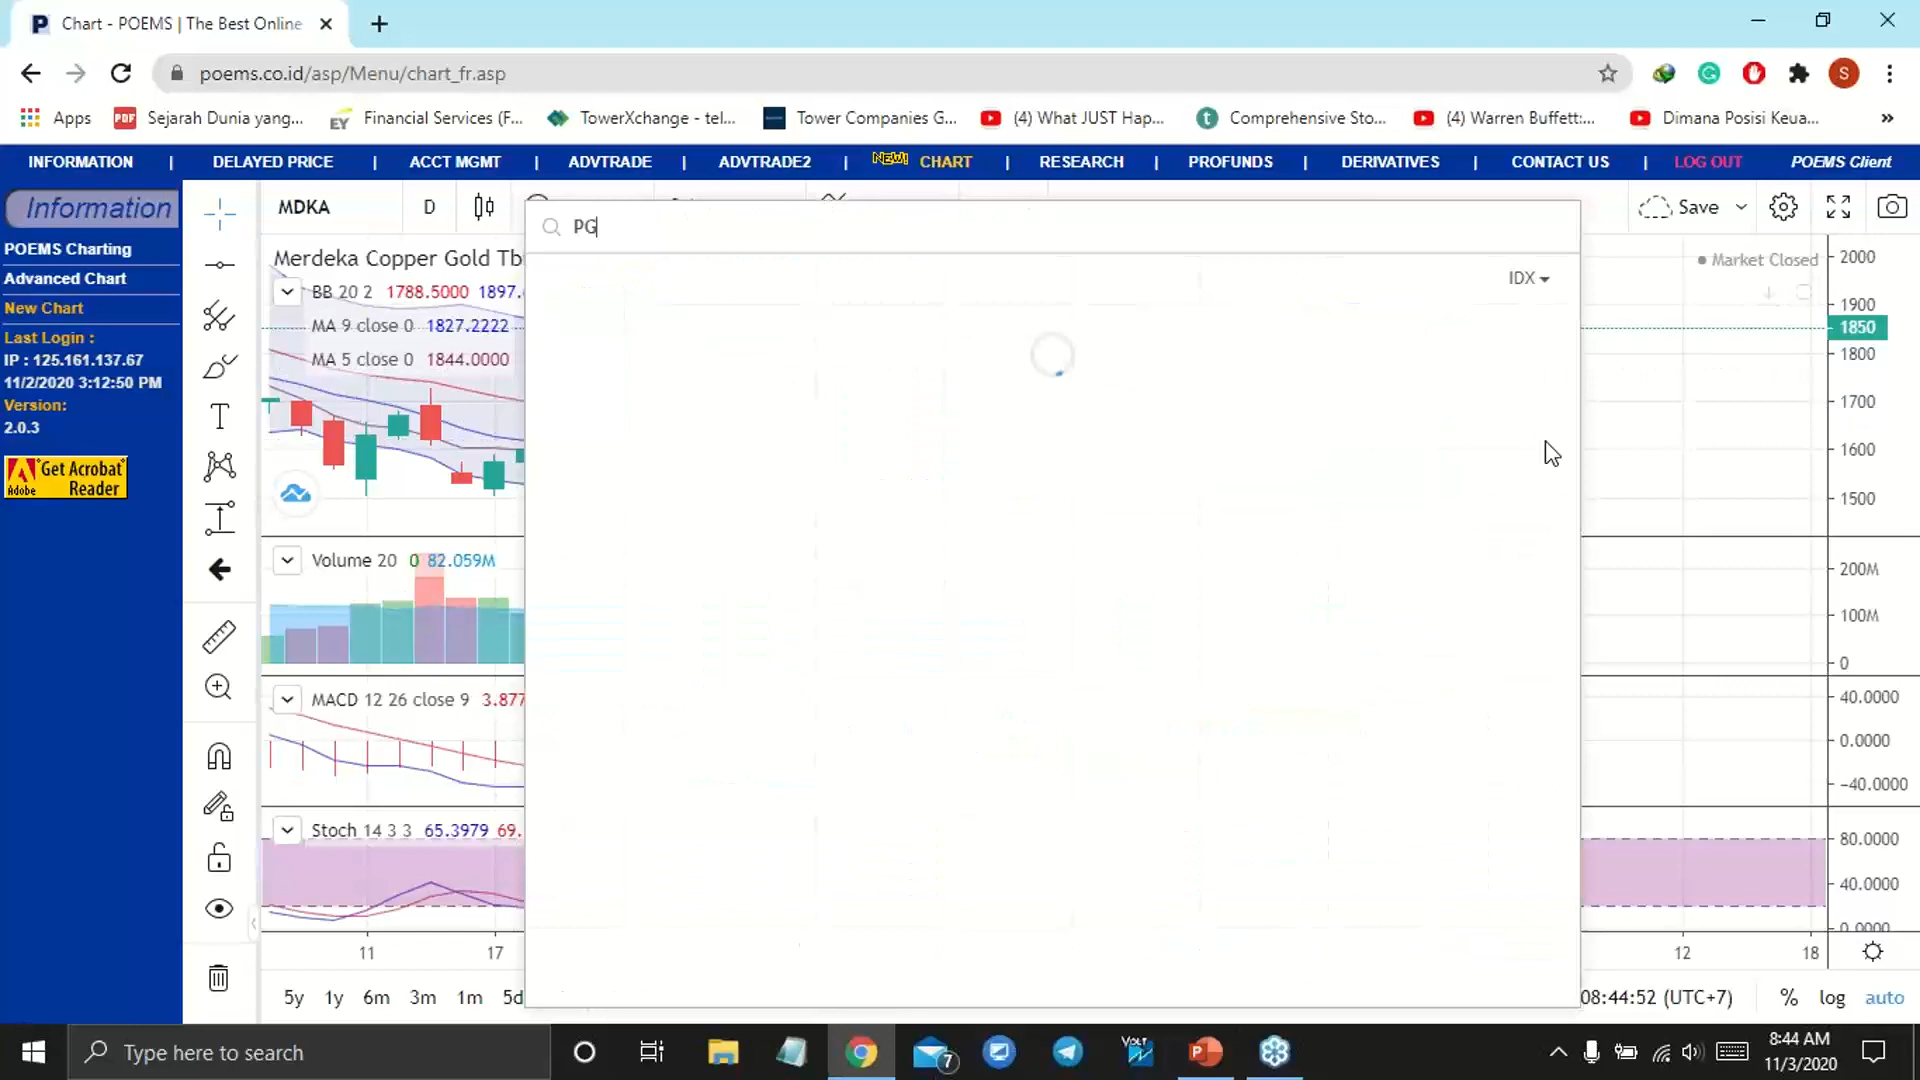 Chart - POEMS | The Best Online
poems.co.id/asp/Menu/chart_fr.asp
S
Apps
PDF
Sejarah Dunia yang...
EY
Financial Services (F...
TowerXchange - tel...
Tower Companies G...
(4) What JUST Hap...
Comprehensive Sto...
(4) Warren Buffett:...
Dimana Posisi Keua...
»
INFORMATION | DELAYED PRICE | ACCT MGMT | ADVTRADE | ADVTRADE2 | NEW! CHART | RESEARCH | PROFUNDS | DERIVATIVES | CONTACT US | LOG OUT POEMS Client
Information
POEMS Charting
Advanced Chart
New Chart
Last Login :
IP : 125.161.137.67
11/2/2020 3:12:50 PM
Version:
2.0.3
Adobe
Get Acrobat
Reader
MDKA
D
Save
PG
IDX
Merdeka Copper Gold Tb
BB 20 2 1788.5000 1897.
MA 9 close 0 1827.2222
MA 5 close 0 1844.0000
Market Closed
2000
1900
1850
1800
1700
1600
1500
Volume 20 0 82.059M
200M
100M
0
MACD 12 26 close 9 3.877
40.0000
0.0000
-40.0000
Stoch 14 3 3 65.3979 69.
80.0000
40.0000
0.0000
11
17
12
18
5y 1y 6m 3m 1m 5d
08:44:52 (UTC+7)
% log auto
Type here to search
7
VOLT
8:44 AM
11/3/2020